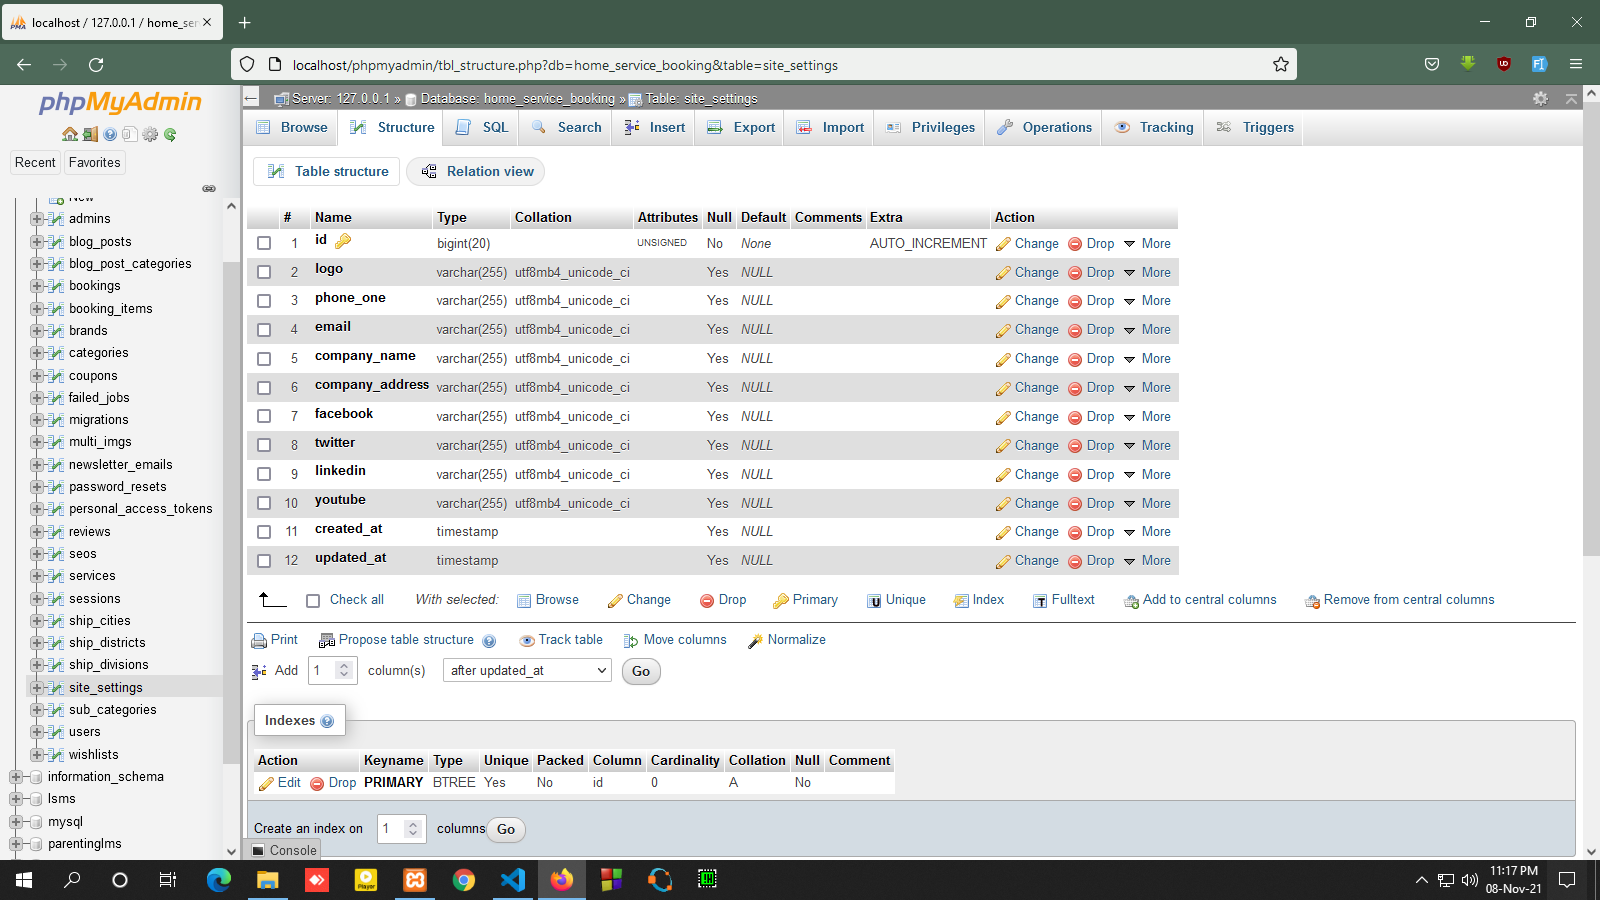 localhost / 127.0.0.1 / home_ser
localhost/phpmyadmin/tbl_structure.php?db=home_service_booking&table=site_settings
phpMyAdmin
Recent Favorites
New
admins
blog_posts
blog_post_categories
bookings
booking_items
brands
categories
coupons
failed_jobs
migrations
multi_imgs
newsletter_emails
password_resets
personal_access_tokens
reviews
seos
services
sessions
ship_cities
ship_districts
ship_divisions
site_settings
sub_categories
users
wishlists
information_schema
lsms
mysql
parentinglms
Server: 127.0.0.1 » Database: home_service_booking » Table: site_settings
Browse Structure SQL Search Insert Export Import Privileges Operations Tracking Triggers
Table structure Relation view
# Name Type Collation Attributes Null Default Comments Extra Action
1 id bigint(20) UNSIGNED No None AUTO_INCREMENT Change Drop More
2 logo varchar(255) utf8mb4_unicode_ci Yes NULL Change Drop More
3 phone_one varchar(255) utf8mb4_unicode_ci Yes NULL Change Drop More
4 email varchar(255) utf8mb4_unicode_ci Yes NULL Change Drop More
5 company_name varchar(255) utf8mb4_unicode_ci Yes NULL Change Drop More
6 company_address varchar(255) utf8mb4_unicode_ci Yes NULL Change Drop More
7 facebook varchar(255) utf8mb4_unicode_ci Yes NULL Change Drop More
8 twitter varchar(255) utf8mb4_unicode_ci Yes NULL Change Drop More
9 linkedin varchar(255) utf8mb4_unicode_ci Yes NULL Change Drop More
10 youtube varchar(255) utf8mb4_unicode_ci Yes NULL Change Drop More
11 created_at timestamp Yes NULL Change Drop More
12 updated_at timestamp Yes NULL Change Drop More
Check all With selected: Browse Change Drop Primary Unique Index Fulltext Add to central columns Remove from central columns
Print Propose table structure Track table Move columns Normalize
Add 1 column(s) after updated_at Go
Indexes
Action Keyname Type Unique Packed Column Cardinality Collation Null Comment
Edit Drop PRIMARY BTREE Yes No id 0 A No
Create an index on 1 columns Go
Console
11:17 PM
08-Nov-21